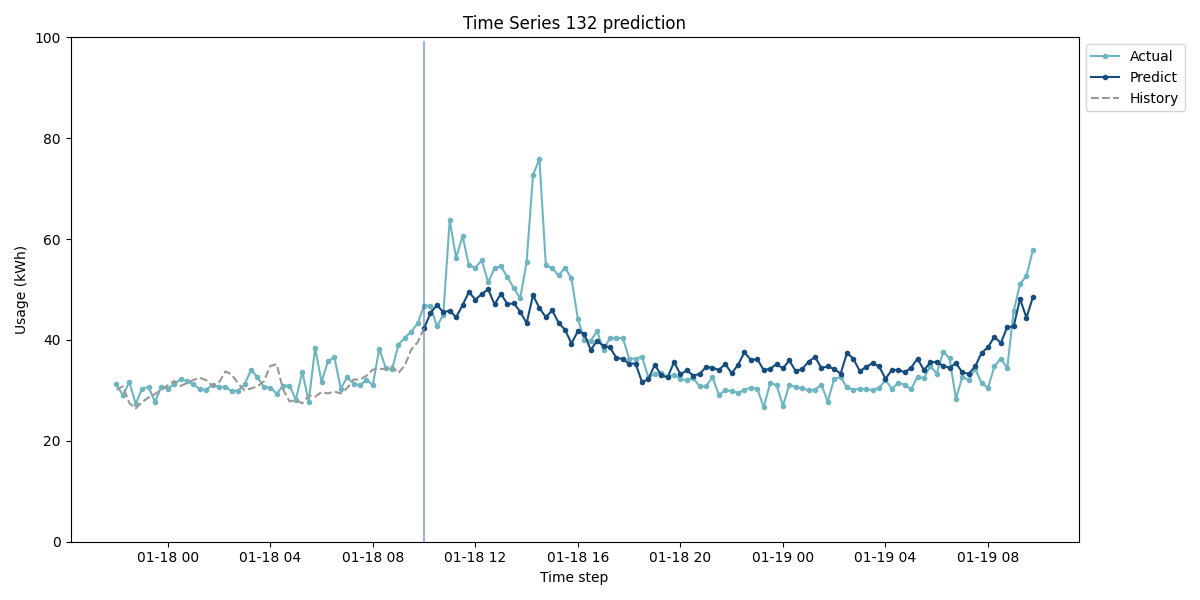 Time Series 132 prediction
100
80
60
40
20
0
Usage (kWh)
01-18 00 01-18 04 01-18 08 01-18 12 01-18 16 01-18 20 01-19 00 01-19 04 01-19 08
Time step
Actual
Predict
History